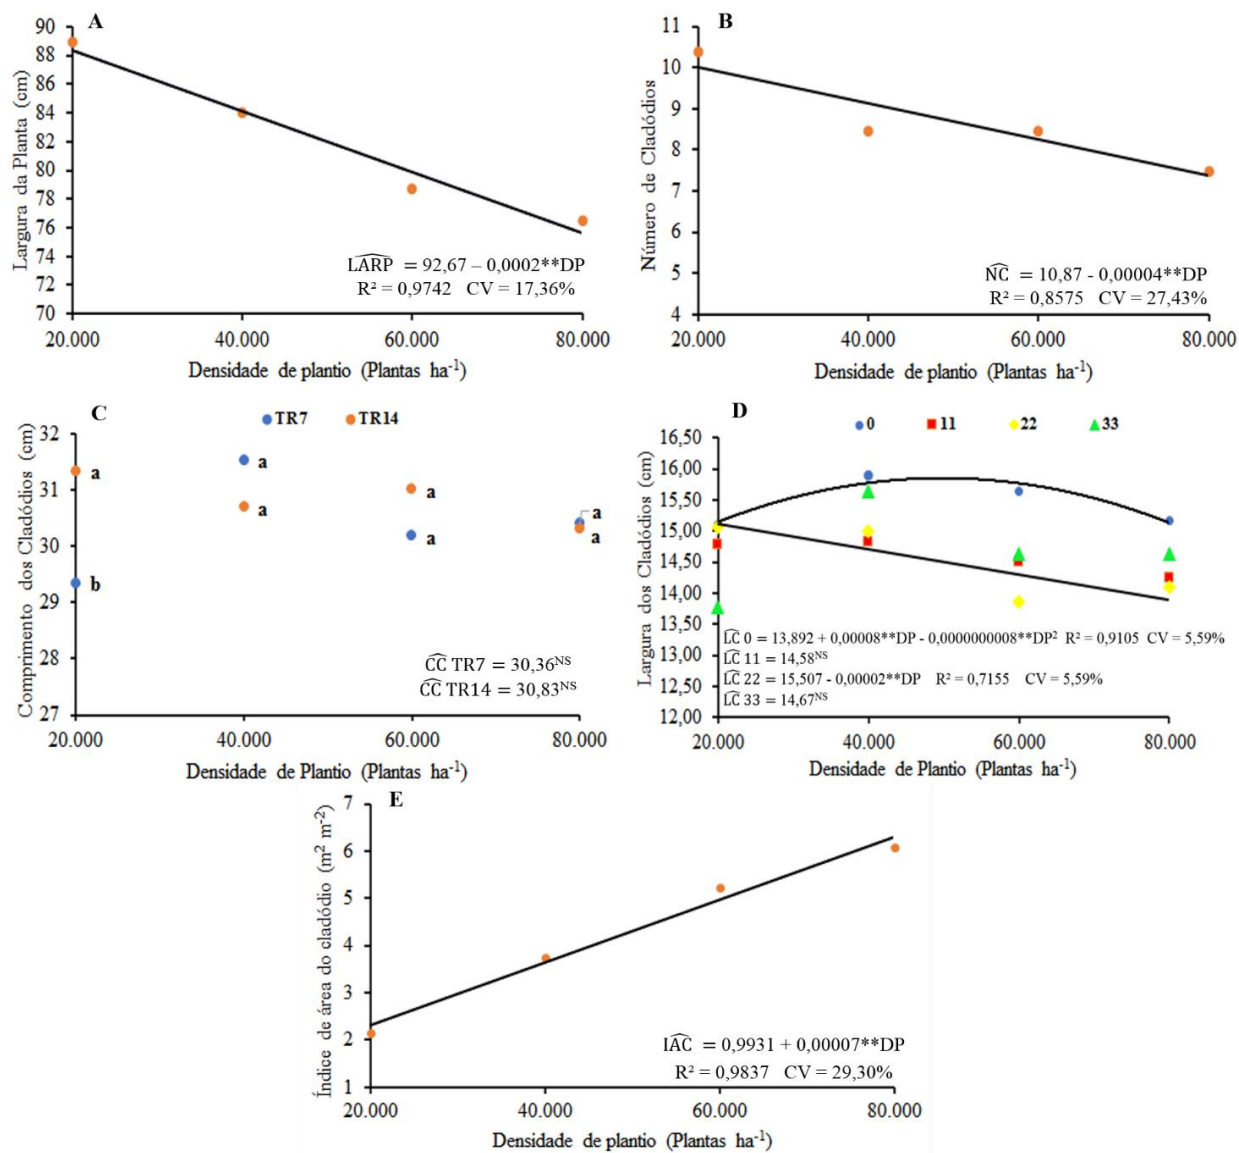 A
Largura da Planta (cm)
90
88
86
84
82
80
78
76
74
72
70
L͡ARP = 92,67 – 0,0002**DP
R² = 0,9742 CV = 17,36%
20.000 40.000 60.000 80.000
Densidade de plantio (Plantas ha⁻¹)
B
Número de Cladódios
11
10
9
8
7
6
5
4
N͡C = 10,87 - 0,00004**DP
R² = 0,8575 CV = 27,43%
20.000 40.000 60.000 80.000
Densidade de plantio (Plantas ha⁻¹)
C
TR7 TR14
Comprimento dos Cladódios (cm)
32
31
30
29
28
27
a
b
a
a
a
a
a
a
C͡C TR7 = 30,36ᴺˢ
C͡C TR14 = 30,83ᴺˢ
20.000 40.000 60.000 80.000
Densidade de Plantio (Plantas ha⁻¹)
D
0 11 22 33
Largura dos Cladódios (cm)
16,50
16,00
15,50
15,00
14,50
14,00
13,50
13,00
12,50
12,00
L͡C 0 = 13,892 + 0,00008**DP - 0,0000000008**DP² R² = 0,9105 CV = 5,59%
L͡C 11 = 14,58ᴺˢ
L͡C 22 = 15,507 - 0,00002**DP R² = 0,7155 CV = 5,59%
L͡C 33 = 14,67ᴺˢ
20.000 40.000 60.000 80.000
Densidade de Plantio (Plantas ha⁻¹)
E
Índice de área do cladódio (m² m⁻²)
7
6
5
4
3
2
1
I͡AC = 0,9931 + 0,00007**DP
R² = 0,9837 CV = 29,30%
20.000 40.000 60.000 80.000
Densidade de plantio (Plantas ha⁻¹)